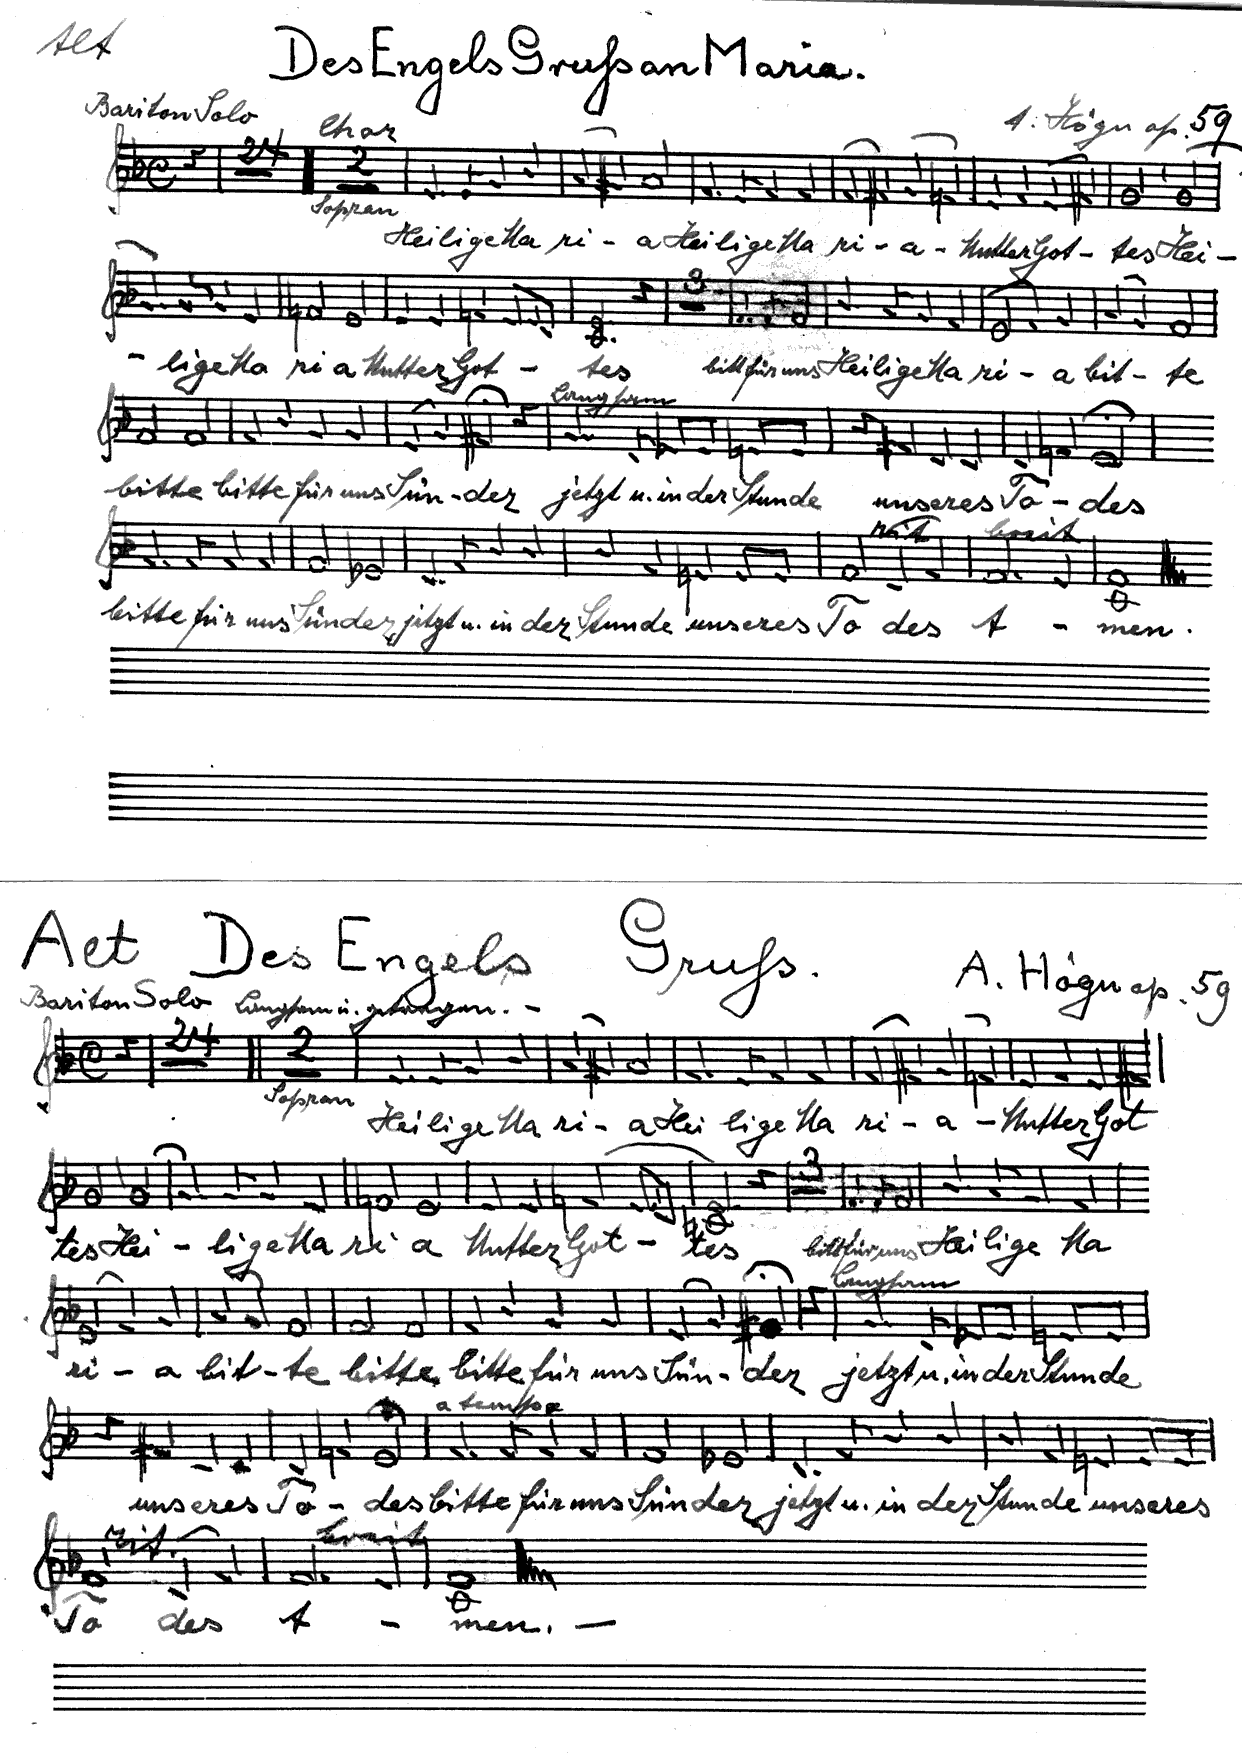 Alt
Des Engels Gruß an Maria.
Bariton Solo
Chor
A. Högn op. 59
24
2
Sopran
Heilige Ma ri - a Heilige Ma ri - a - Mutter Got - tes Hei -
3
- lige Ma ri a Mutter Got - tes bitt für uns Heilige Ma ri - a bit - te
Langsam
bitte bitte für uns Sün - der jetzt u. in der Stunde unseres To - des
rit breit
bitte für uns Sünder, jetzt u. in der Stunde unseres To des A - men.
Alt Des Engels Gruß.
A. Högn op. 59
Bariton Solo Langsam u. getragen. -
24
2
Sopran
Heilige Ma ri - a Hei lige Ma ri - a - Mutter Got
3
tes Hei - lige Ma ri a Mutter Got - tes bitt für uns Heilige Ma
Langsam
ri - a bit - te bitte, bitte für uns Sün - der jetzt u. in der Stunde
a tempo
unseres To - des bitte für uns Sünder, jetzt u. in der Stunde unseres
rit. breit
To des A - men. -